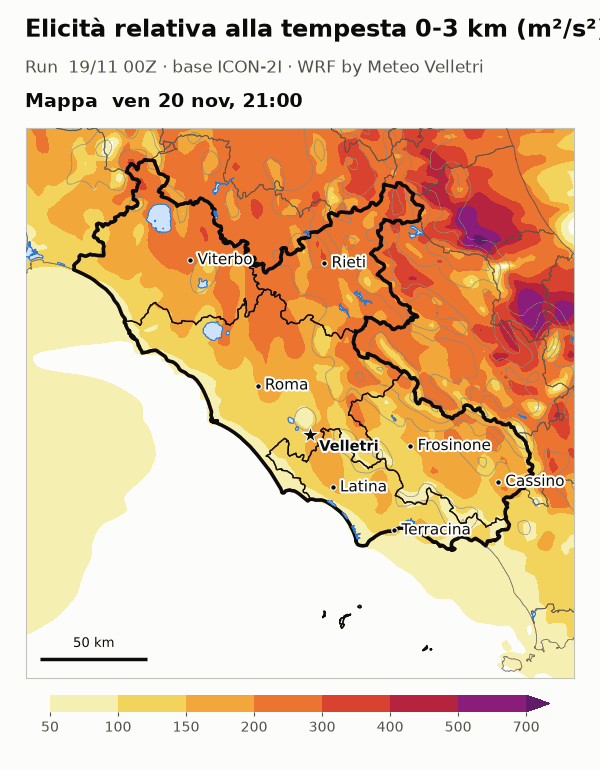 Elicità relativa alla tempesta 0-3 km (m²/s²)
Run  19/11 00Z · base ICON-2I · WRF by Meteo Velletri
Mappa  ven 20 nov, 21:00
Viterbo
Rieti
Roma
Velletri
Frosinone
Cassino
Latina
Terracina
50 km
50 100 150 200 300 400 500 700